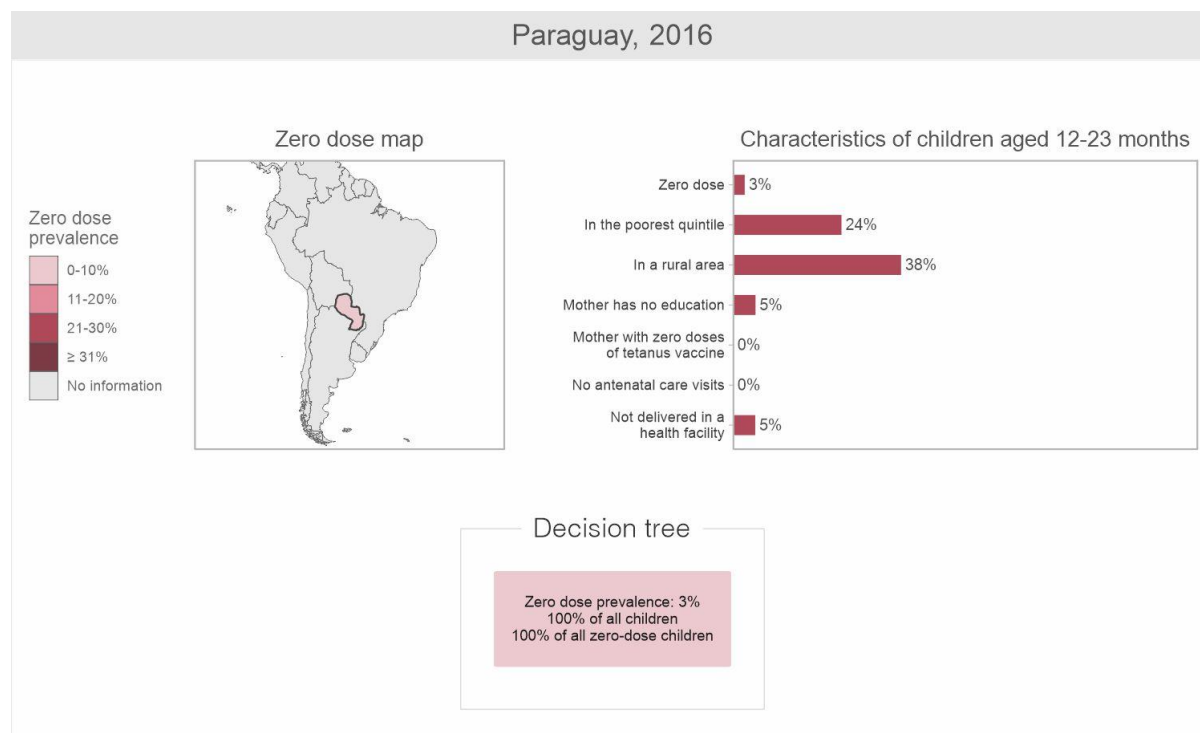 Paraguay, 2016
Zero dose map
Zero dose
prevalence
0-10%
11-20%
21-30%
≥ 31%
No information
Characteristics of children aged 12-23 months
Zero dose 3%
In the poorest quintile 24%
In a rural area 38%
Mother has no education 5%
Mother with zero doses
of tetanus vaccine 0%
No antenatal care visits 0%
Not delivered in a
health facility 5%
Decision tree
Zero dose prevalence: 3%
100% of all children
100% of all zero-dose children